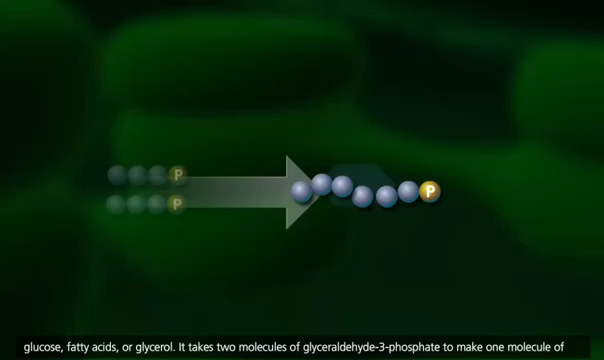 P
P
P
glucose, fatty acids, or glycerol. It takes two molecules of glyceraldehyde-3-phosphate to make one molecule of